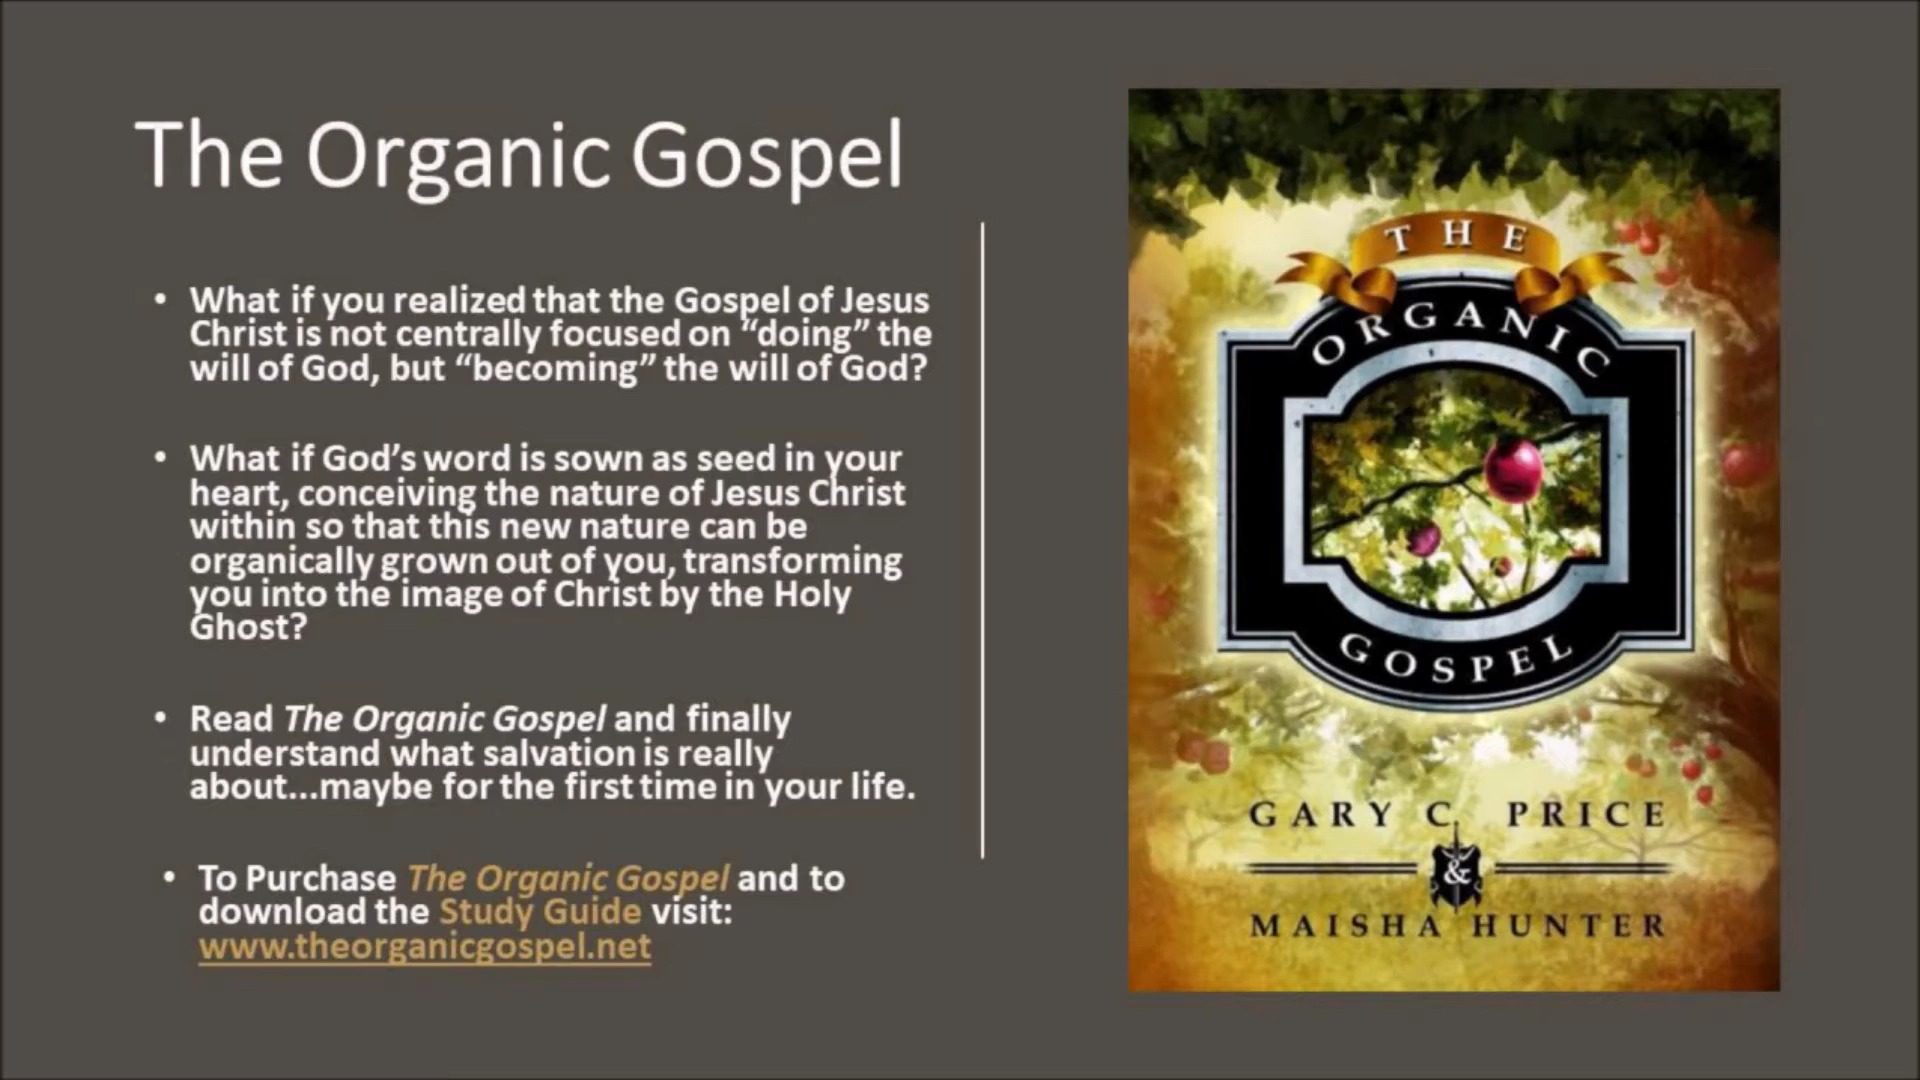 The Organic Gospel
• What if you realized that the Gospel of Jesus
Christ is not centrally focused on “doing” the
will of God, but “becoming” the will of God?
• What if God’s word is sown as seed in your
heart, conceiving the nature of Jesus Christ
within so that this new nature can be
organically grown out of you, transforming
you into the image of Christ by the Holy
Ghost?
• Read The Organic Gospel and finally
understand what salvation is really
about...maybe for the first time in your life.
• To Purchase The Organic Gospel and to
download the Study Guide visit:
www.theorganicgospel.net
THE
ORGANIC
GOSPEL
GARY C. PRICE
&
MAISHA HUNTER